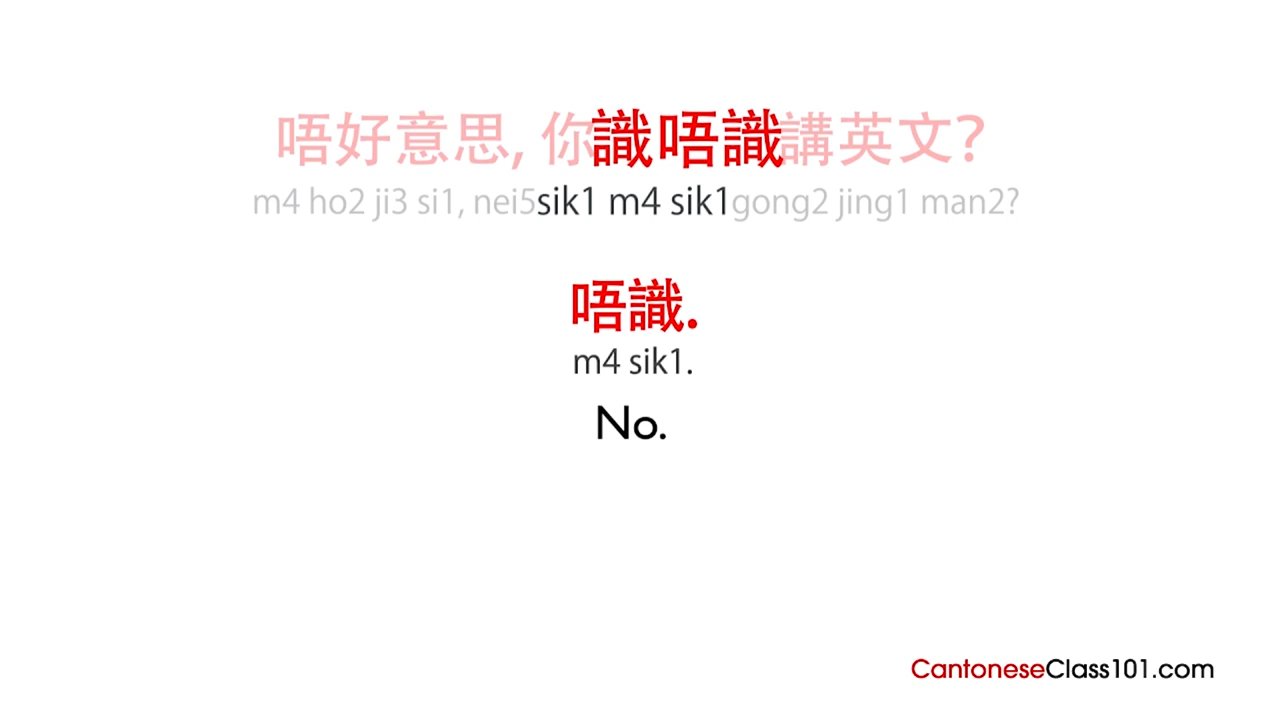 唔好意思, 你識唔識講英文?
m4 ho2 ji3 si1, nei5sik1 m4 sik1gong2 jing1 man2?
唔識.
m4 sik1.
No.
CantoneseClass101.com